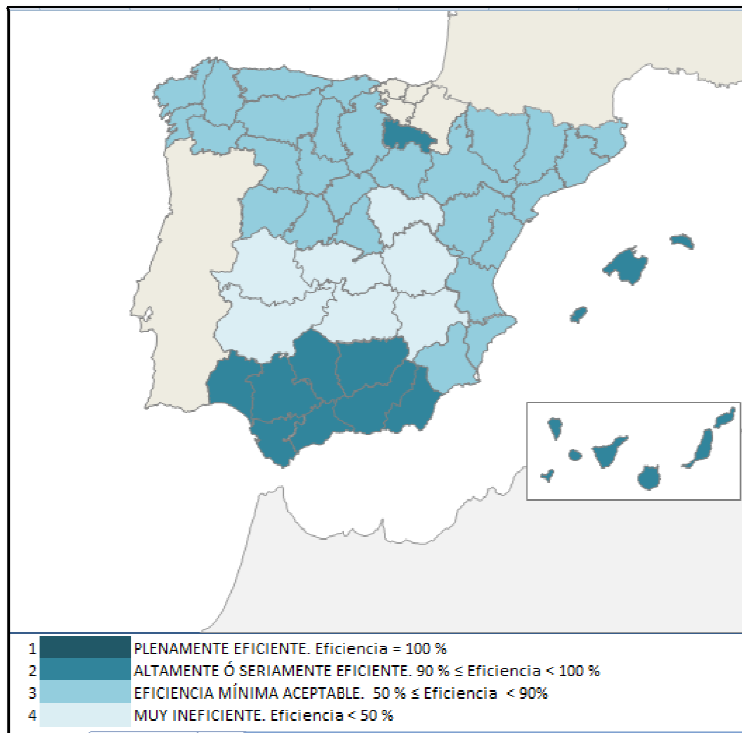 1 PLENAMENTE EFICIENTE. Eficiencia = 100 %
2 ALTAMENTE Ó SERIAMENTE EFICIENTE. 90 % ≤ Eficiencia < 100 %
3 EFICIENCIA MÍNIMA ACEPTABLE. 50 % ≤ Eficiencia < 90%
4 MUY INEFICIENTE. Eficiencia < 50 %